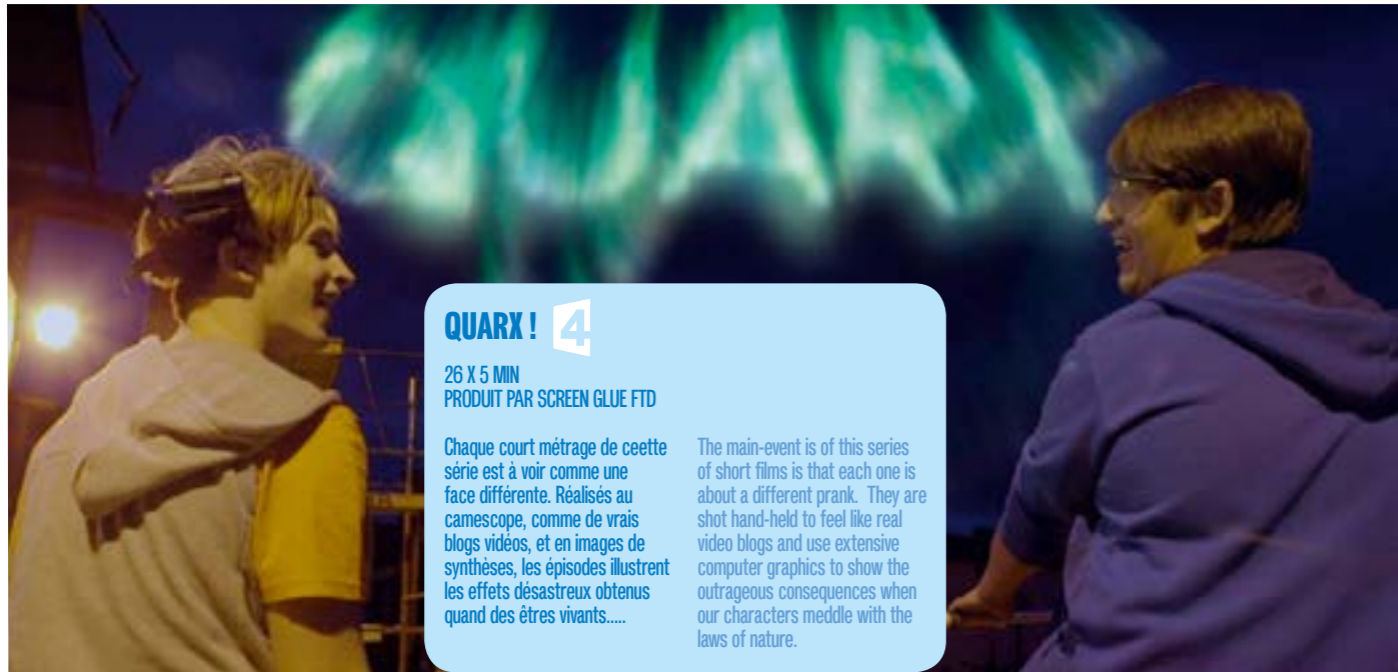 QUARX
QUARX ! 4
26 X 5 MIN
PRODUIT PAR SCREEN GLUE FTD
Chaque court métrage de ceette
série est à voir comme une
face différente. Réalisés au
camescope, comme de vrais
blogs vidéos, et en images de
synthèses, les épisodes illustrent
les effets désastreux obtenus
quand des êtres vivants.....
The main-event is of this series
of short films is that each one is
about a different prank.  They are
shot hand-held to feel like real
video blogs and use extensive
computer graphics to show the
outrageous consequences when
our characters meddle with the
laws of nature.